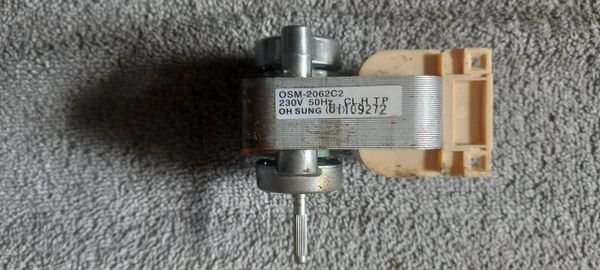 OSM-2062C2
230V 50Hz CL.H TP
OH SUNG 01109272